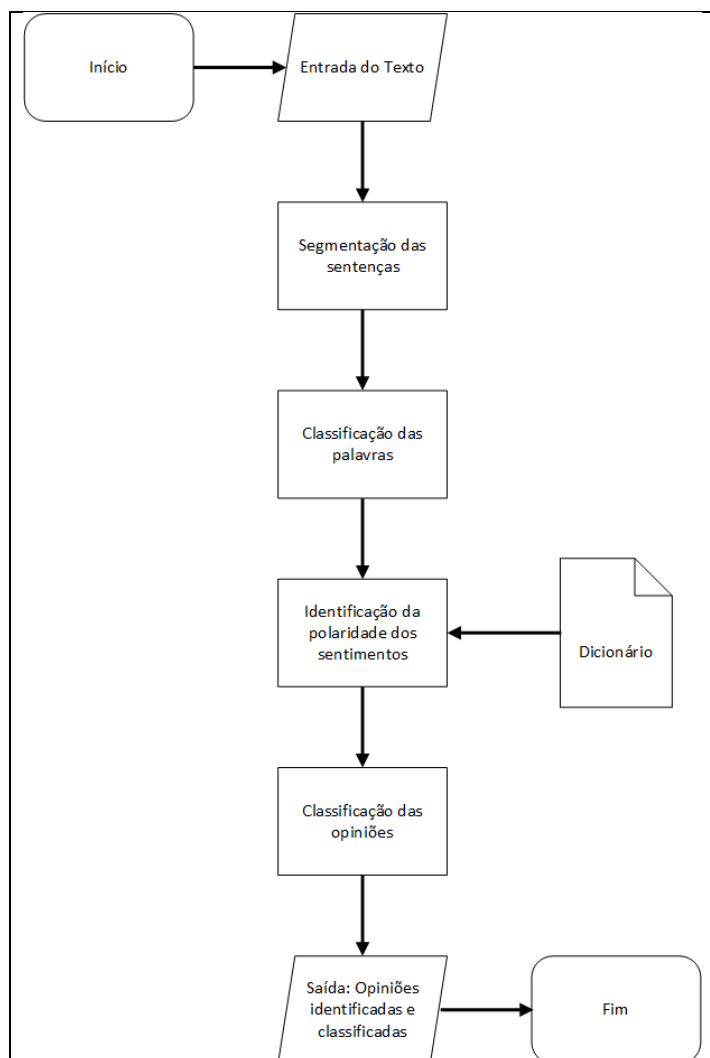 Início
Entrada do Texto
Segmentação das
sentenças
Classificação das
palavras
Identificação da
polaridade dos
sentimentos
Dicionário
Classificação das
opiniões
Saída: Opiniões
identificadas e
classificadas
Fim